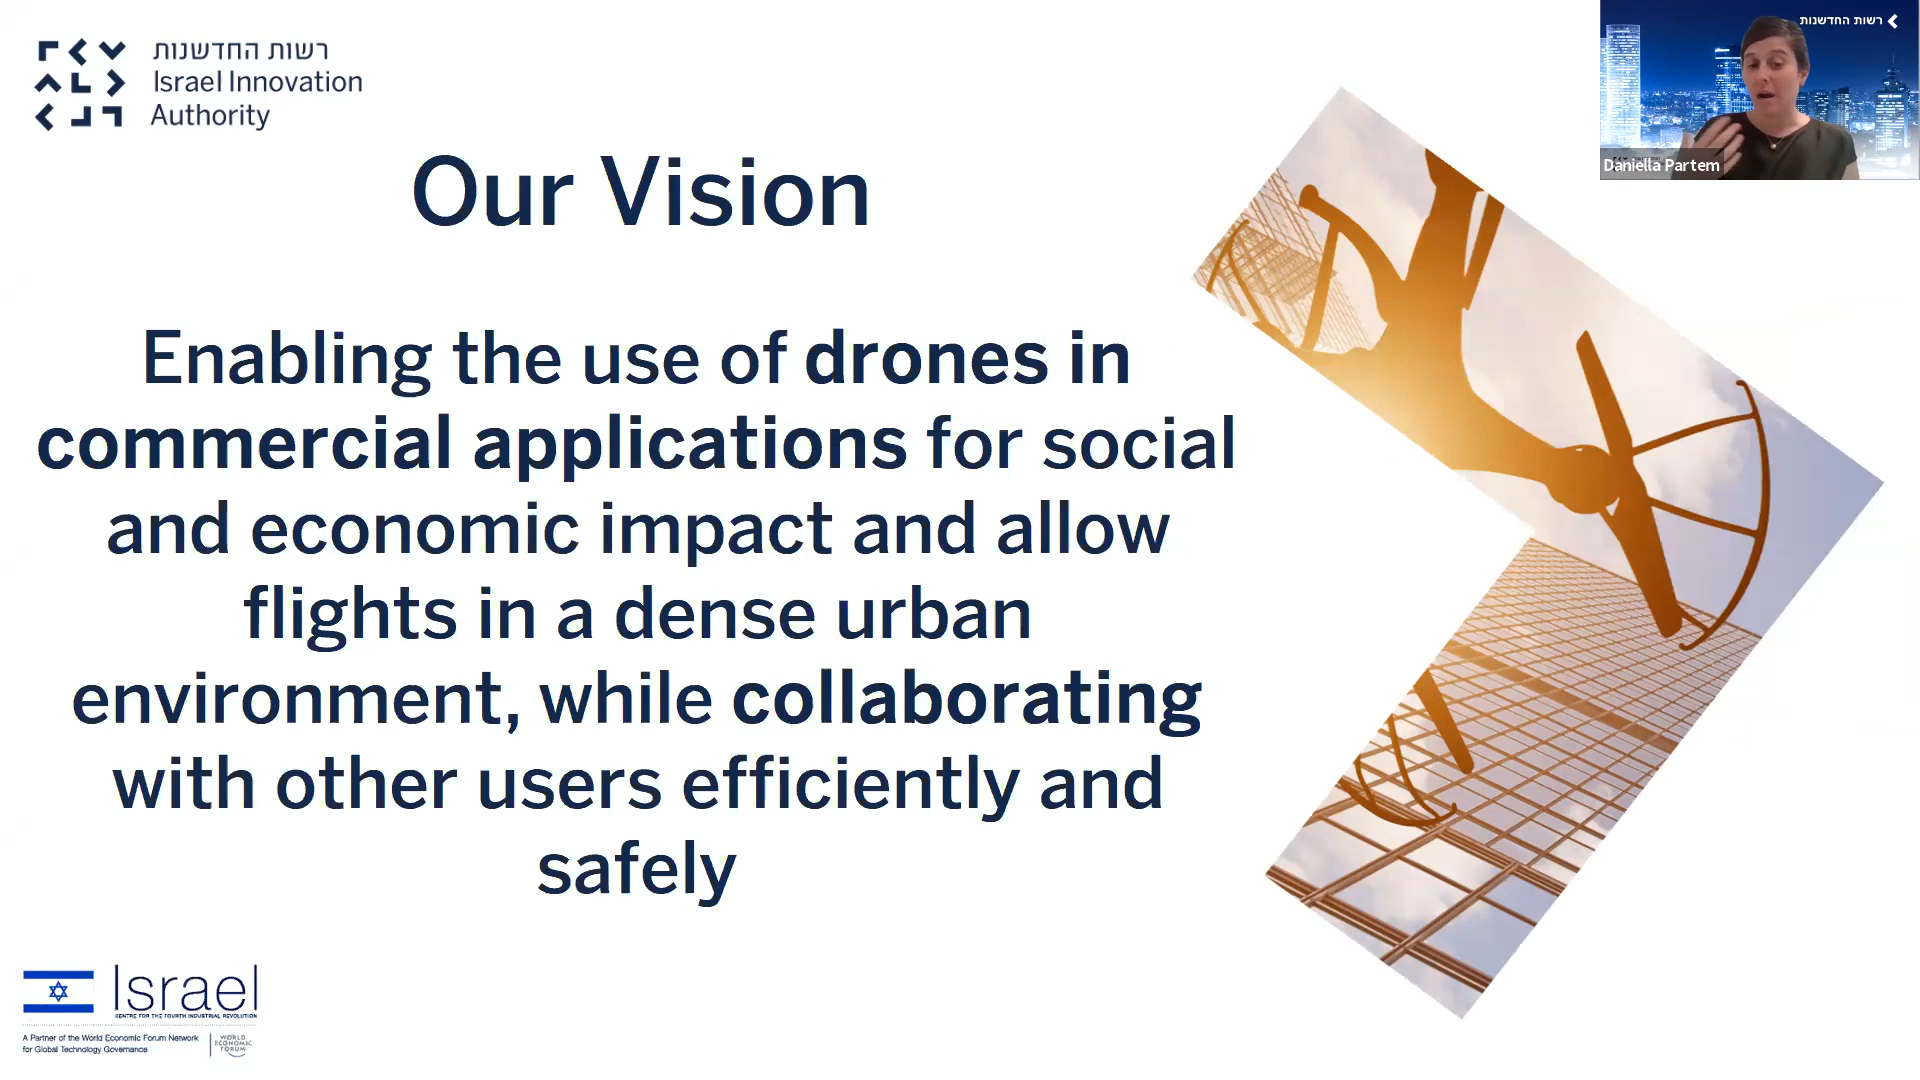 רשות החדשנות
Israel Innovation
Authority
רשות החדשנות
Daniella Partem
Our Vision
Enabling the use of drones in
commercial applications for social
and economic impact and allow
flights in a dense urban
environment, while collaborating
with other users efficiently and
safely
Israel
CENTRE FOR THE FOURTH INDUSTRIAL REVOLUTION
A Partner of the World Economic Forum Network
for Global Technology Governance
WORLD
ECONOMIC
FORUM